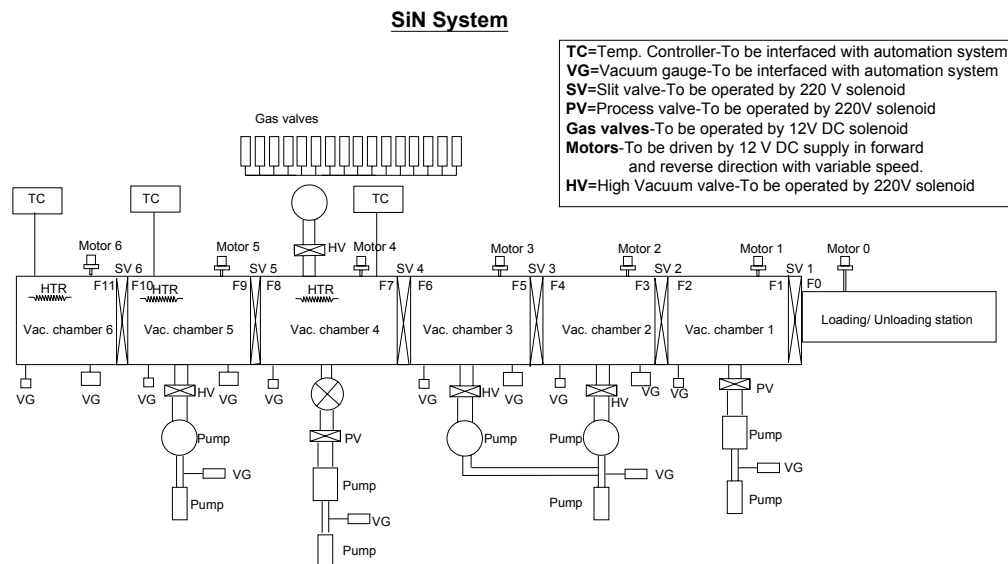 SiN System
TC=Temp. Controller-To be interfaced with automation system
VG=Vacuum gauge-To be interfaced with automation system
SV=Slit valve-To be operated by 220 V solenoid
PV=Process valve-To be operated by 220V solenoid
Gas valves-To be operated by 12V DC solenoid
Motors-To be driven by 12 V DC supply in forward
and reverse direction with variable speed.
HV=High Vacuum valve-To be operated by 220V solenoid
Gas valves
TC
TC
TC
Motor 6
Motor 5
HV
Motor 4
Motor 3
Motor 2
Motor 1
Motor 0
SV 6
SV 5
SV 4
SV 3
SV 2
SV 1
HTR
F11
F10
HTR
F9
F8
HTR
F7
F6
F5
F4
F3
F2
F1
F0
Vac. chamber 6
Vac. chamber 5
Vac. chamber 4
Vac. chamber 3
Vac. chamber 2
Vac. chamber 1
Loading/ Unloading station
VG
VG
VG
HV
VG
VG
VG
HV
VG
VG
HV
VG
VG
PV
Pump
PV
Pump
Pump
Pump
VG
Pump
VG
VG
Pump
VG
Pump
Pump
Pump